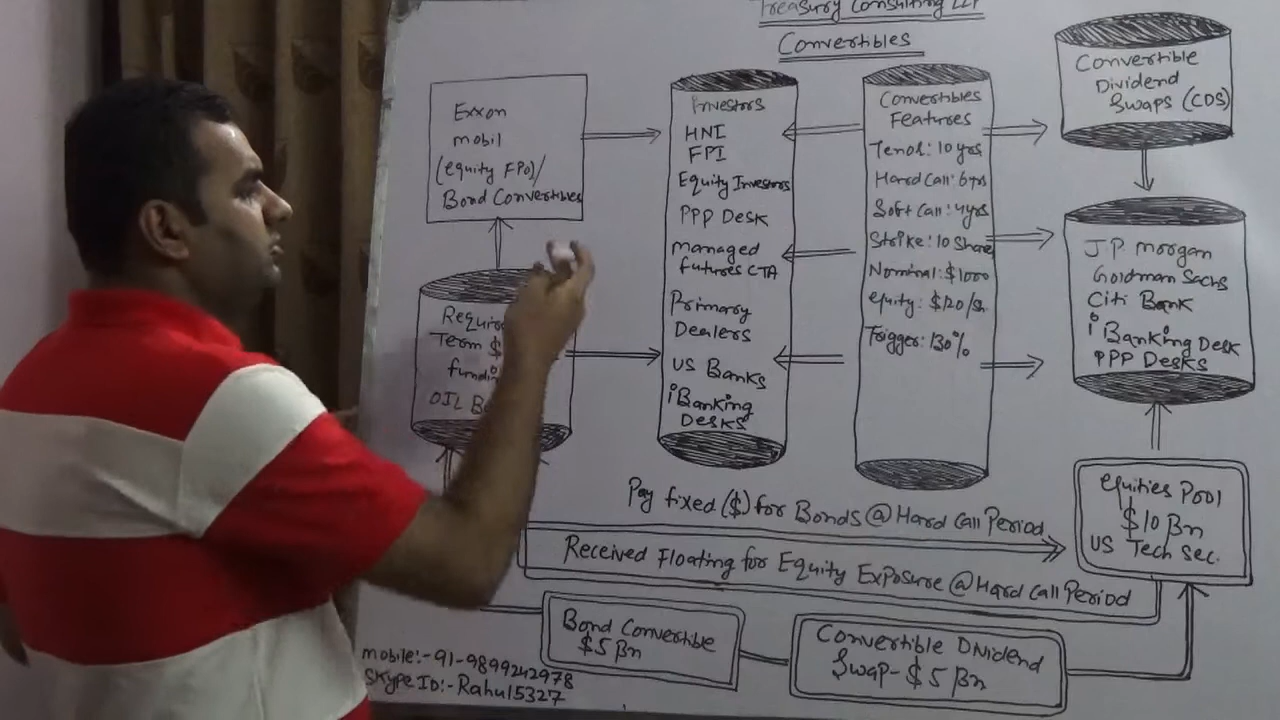 Treasury Consulting LLP
Convertibles
Exxon
mobil
(equity FPO)/
Bond Convertibles
Term $
OIL
Investors
HNI
FPI
Equity Investors
PPP Desk
managed
futures CTA
Primary
Dealers
US Banks
iBanking
Desks
Convertibles
Features
Tenor: 10 yrs
Hard Call: 6 yrs
Soft Call: 4 yrs
Strike: 10 Share
Nominal: $1000
equity: $120/sh
Trigger: 130%
Convertible
Dividend
Swaps (CDS)
J.P. morgan
Goldman Sachs
Citi Bank
i Banking Desk
PPP Desks
equities Pool
$10 Bn
US Tech Sec.
Pay fixed ($) for Bonds @ Hard Call Period
Received Floating for Equity Exposure @ Hard Call Period
Bond Convertible
$5 Bn
Convertible Dividend
Swap - $5 Bn
mobile:-91-9899242978
Skype ID:-Rahul5327